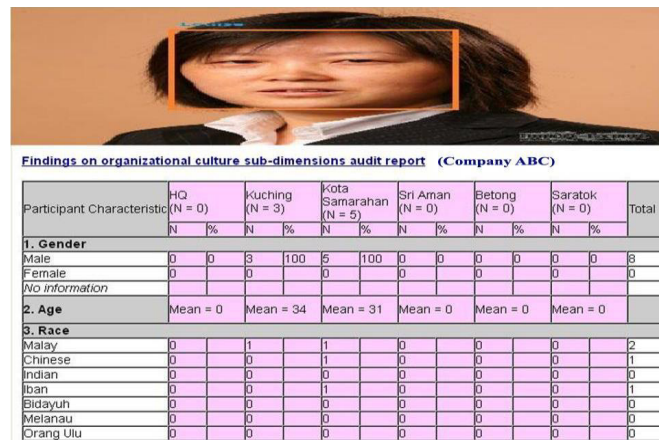 Findings on organizational culture sub-dimensions audit report (Company ABC)
Participant Characteristic HQ (N = 0) Kuching (N = 3) Kota Samarahan (N = 5) Sri Aman (N = 0) Betong (N = 0) Saratok (N = 0) Total
N % N % N % N % N % N %
1. Gender
Male 0 0 3 100 5 100 0 0 0 0 0 0 8
Female 0 0 0 0 0 0 0
No information
2. Age Mean = 0 Mean = 34 Mean = 31 Mean = 0 Mean = 0 Mean = 0
3. Race
Malay 0 1 1 0 0 0 2
Chinese 0 0 1 0 0 0 1
Indian 0 0 0 0 0 0 0
Iban 0 0 1 0 0 0 1
Bidayuh 0 0 0 0 0 0 0
Melanau 0 0 0 0 0 0 0
Orang Ulu 0 0 0 0 0 0 0